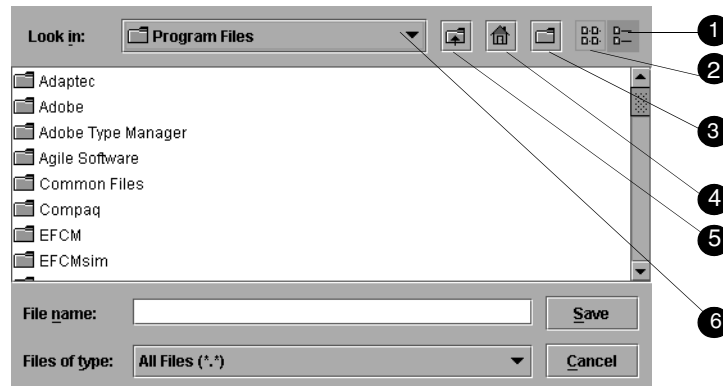 Look in: Program Files
1
2
Adaptec
Adobe
3
Adobe Type Manager
Agile Software
Common Files
4
Compaq
5
EFCM
EFCMsim
File name: Save
6
Files of type: All Files (*.*) Cancel